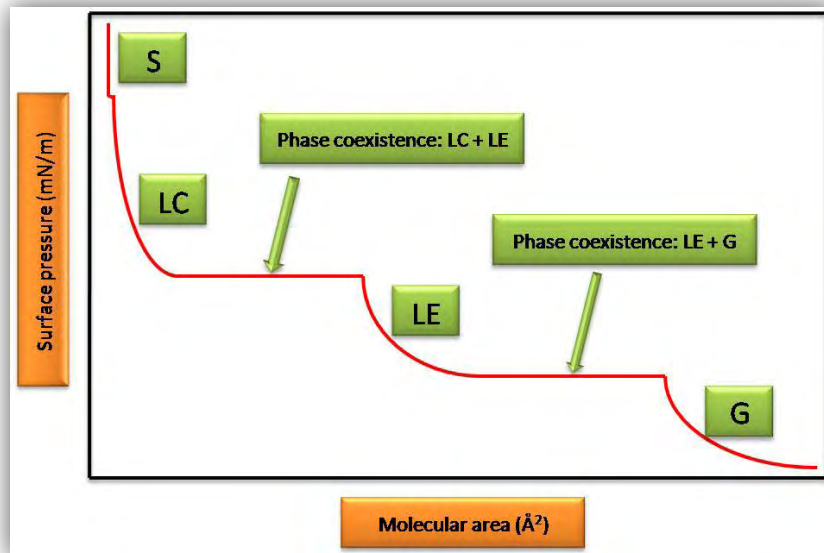 S
Phase coexistence: LC + LE
LC
Phase coexistence: LE + G
LE
G
Surface pressure (mN/m)
Molecular area (Å²)